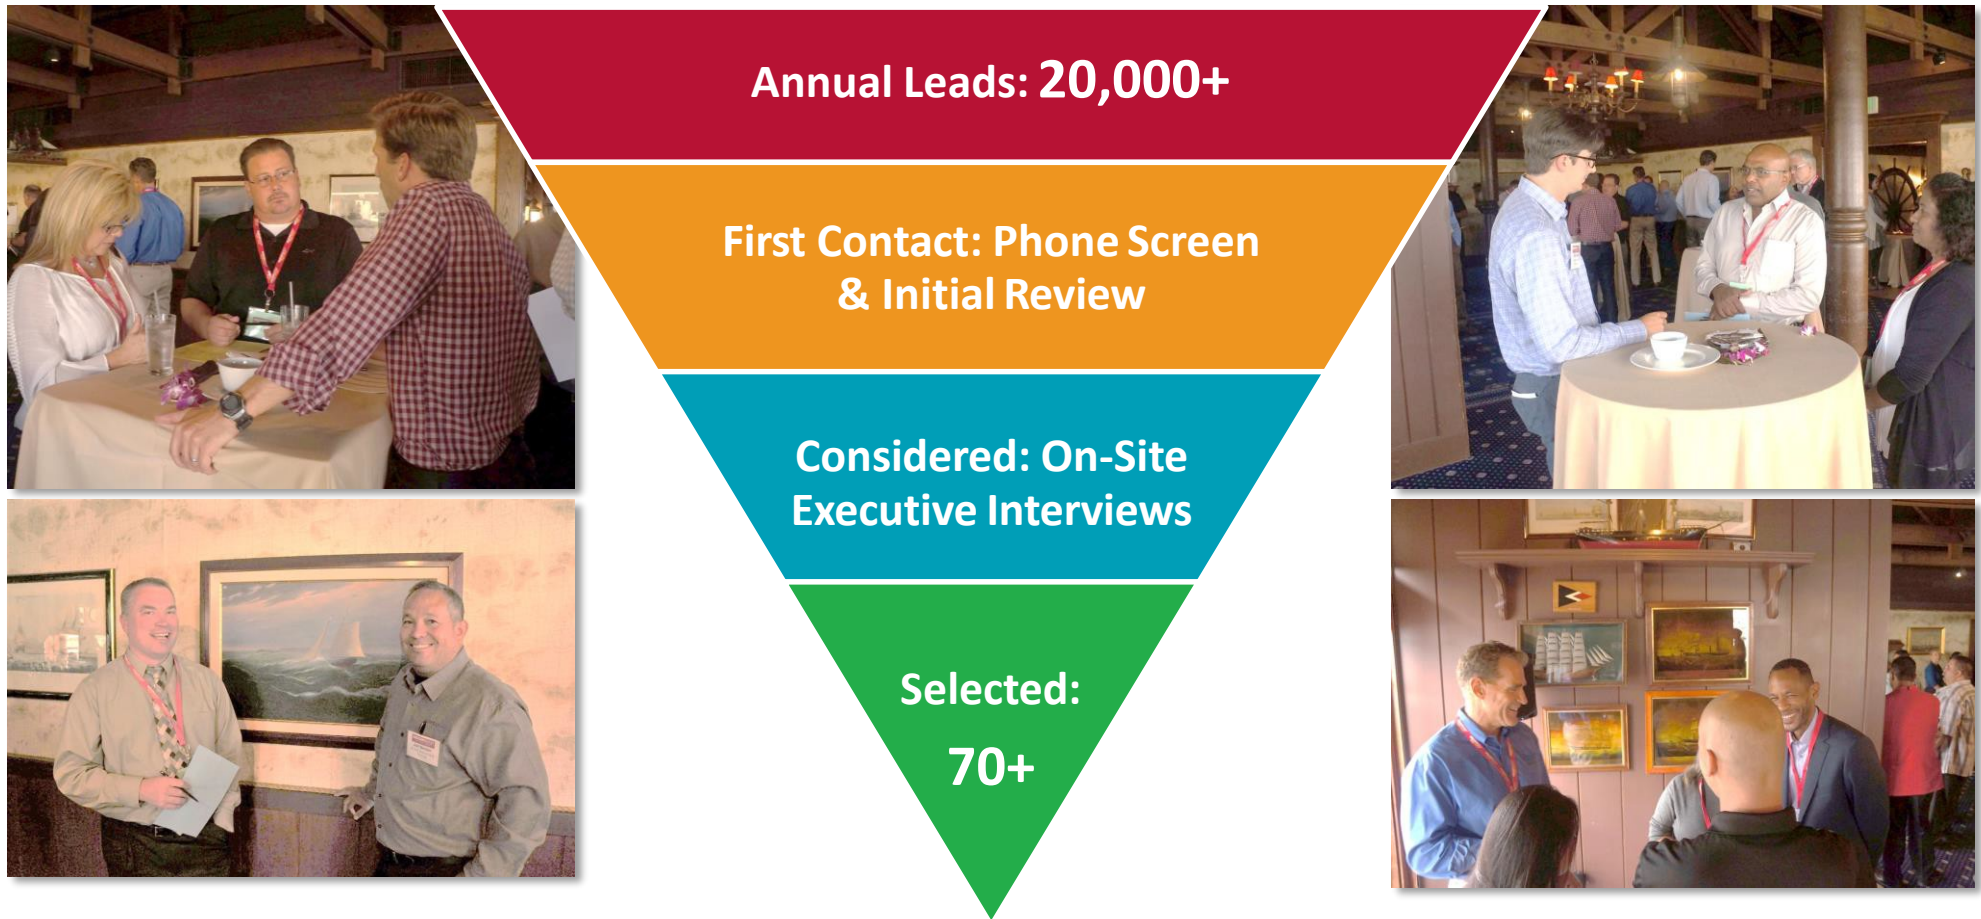 Annual Leads: 20,000+
First Contact: Phone Screen
& Initial Review
Considered: On-Site
Executive Interviews
Selected:
70+